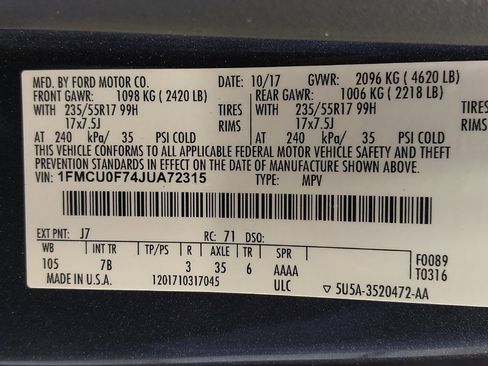 MFD. BY FORD MOTOR CO. DATE: 10/17 GVWR: 2096 KG ( 4620 LB)
FRONT GAWR: 1098 KG ( 2420 LB) REAR GAWR: 1006 KG ( 2218 LB)
WITH 235/55R17 99H TIRES WITH 235/55R17 99H TIRES
17x7.5J RIMS 17x7.5J RIMS
AT 240 kPa/ 35 PSI COLD AT 240 kPa/ 35 PSI COLD
THIS VEHICLE CONFORMS TO ALL APPLICABLE FEDERAL MOTOR VEHICLE SAFETY AND THEFT
PREVENTION STANDARDS IN EFFECT ON THE DATE OF MANUFACTURE SHOWN ABOVE.
VIN: 1FMCU0F74JUA72315 TYPE: MPV
EXT PNT: J7 RC: 71 DSO:
WB INT TR TP/PS R AXLE TR SPR F0089
105 7B 3 35 6 AAAA T0316
MADE IN U.S.A. 1201710317045 ULC ▽ 5U5A-3520472-AA